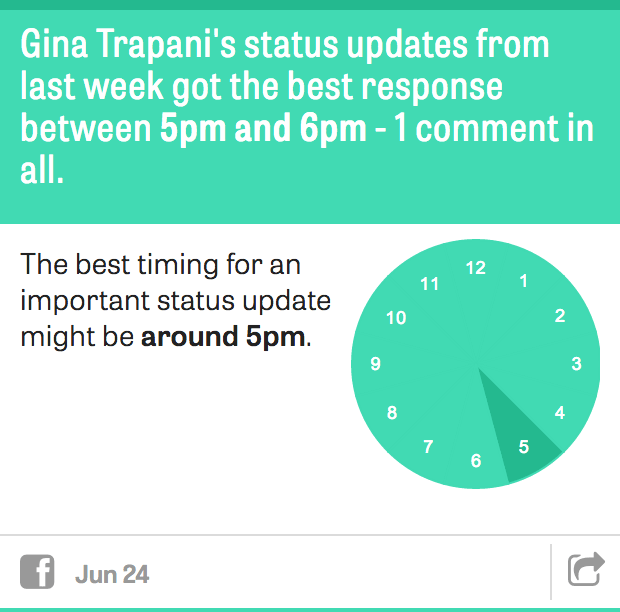 Gina Trapani's status updates from
last week got the best response
between 5pm and 6pm - 1 comment in
all.
The best timing for an
important status update
might be around 5pm.
12
1
2
3
4
5
6
7
8
9
10
11
f
Jun 24